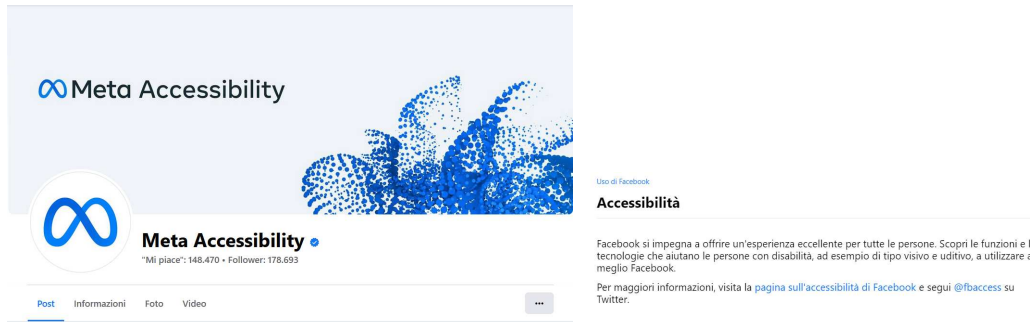 Meta Accessibility
Meta Accessibility
"Mi piace": 148.470 • Follower: 178.693
Post Informazioni Foto Video
Uso di Facebook
Accessibilità
Facebook si impegna a offrire un'esperienza eccellente per tutte le persone. Scopri le funzioni e l
tecnologie che aiutano le persone con disabilità, ad esempio di tipo visivo e uditivo, a utilizzare a
meglio Facebook.
Per maggiori informazioni, visita la pagina sull'accessibilità di Facebook e segui @fbaccess su
Twitter.